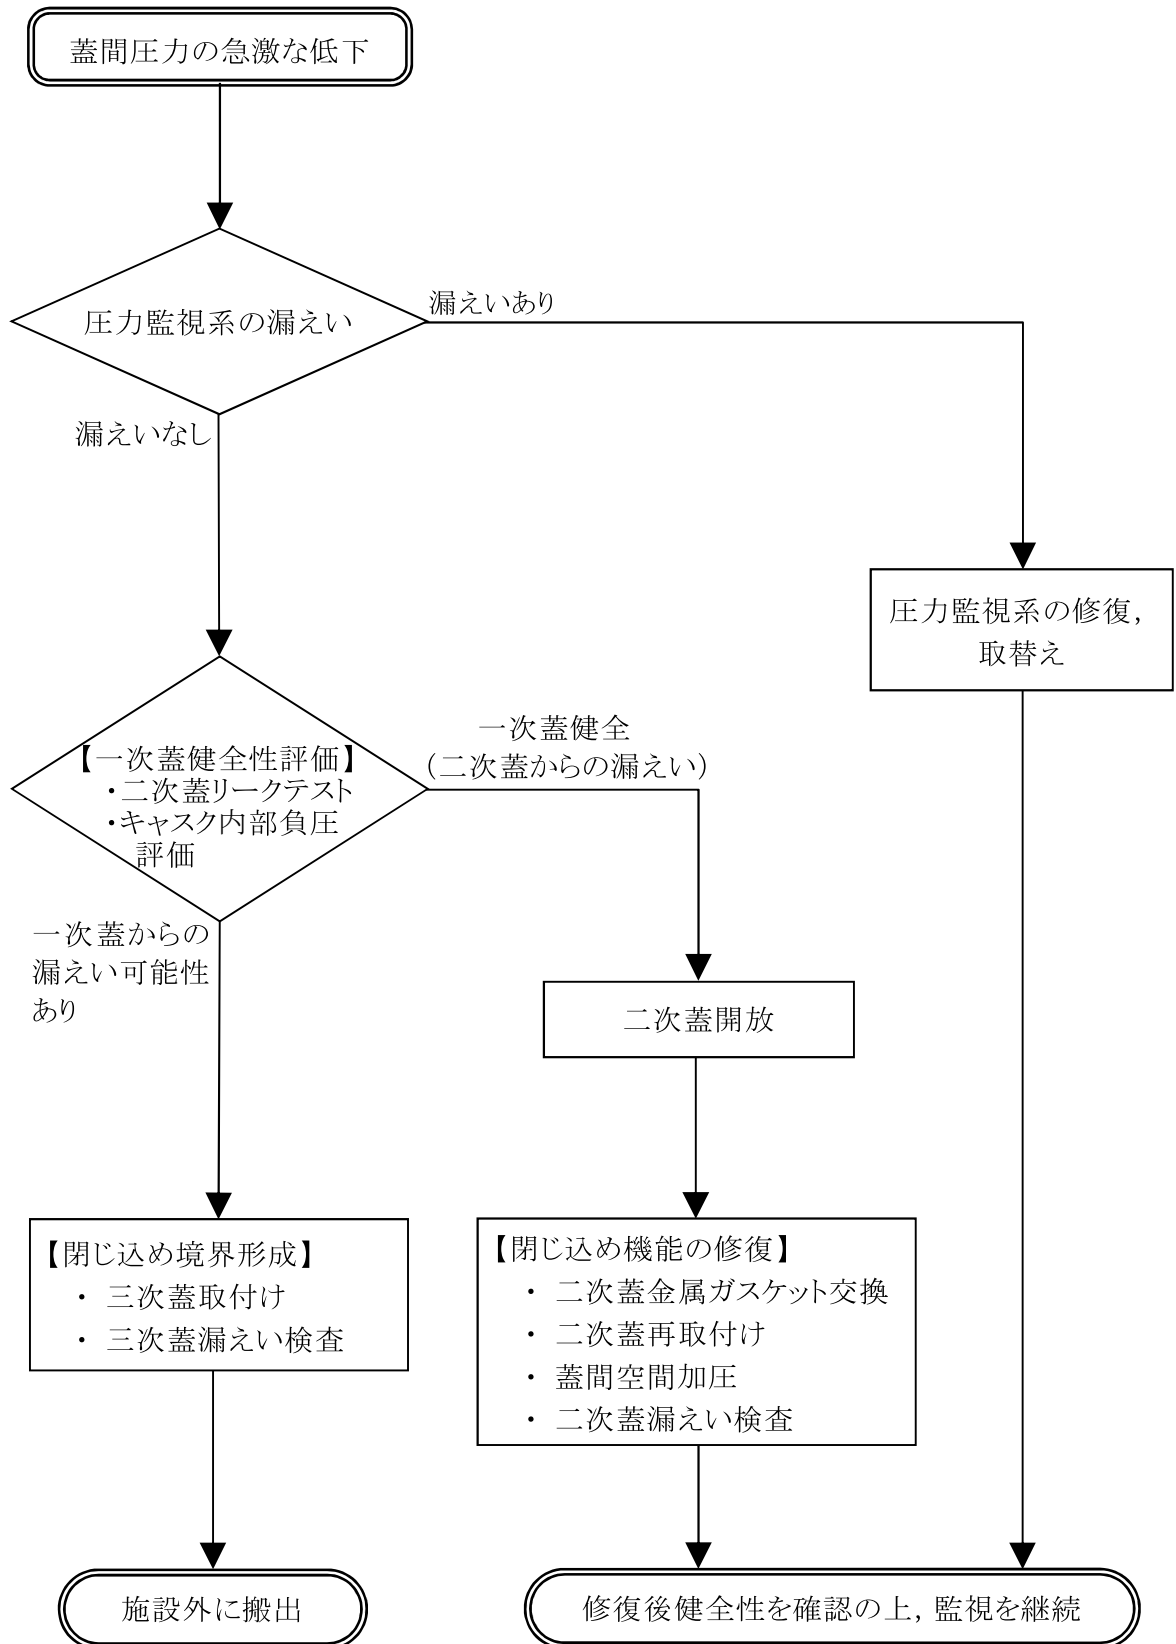 蓋間圧力の急激な低下
圧力監視系の漏えい
漏えいあり
漏えいなし
圧力監視系の修復,
取替え
【一次蓋健全性評価】
・二次蓋リークテスト
・キャスク内部負圧
評価
一次蓋健全
(二次蓋からの漏えい)
一次蓋からの
漏えい可能性
あり
二次蓋開放
【閉じ込め境界形成】
・ 三次蓋取付け
・ 三次蓋漏えい検査
【閉じ込め機能の修復】
・ 二次蓋金属ガスケット交換
・ 二次蓋再取付け
・ 蓋間空間加圧
・ 二次蓋漏えい検査
施設外に搬出
修復後健全性を確認の上, 監視を継続